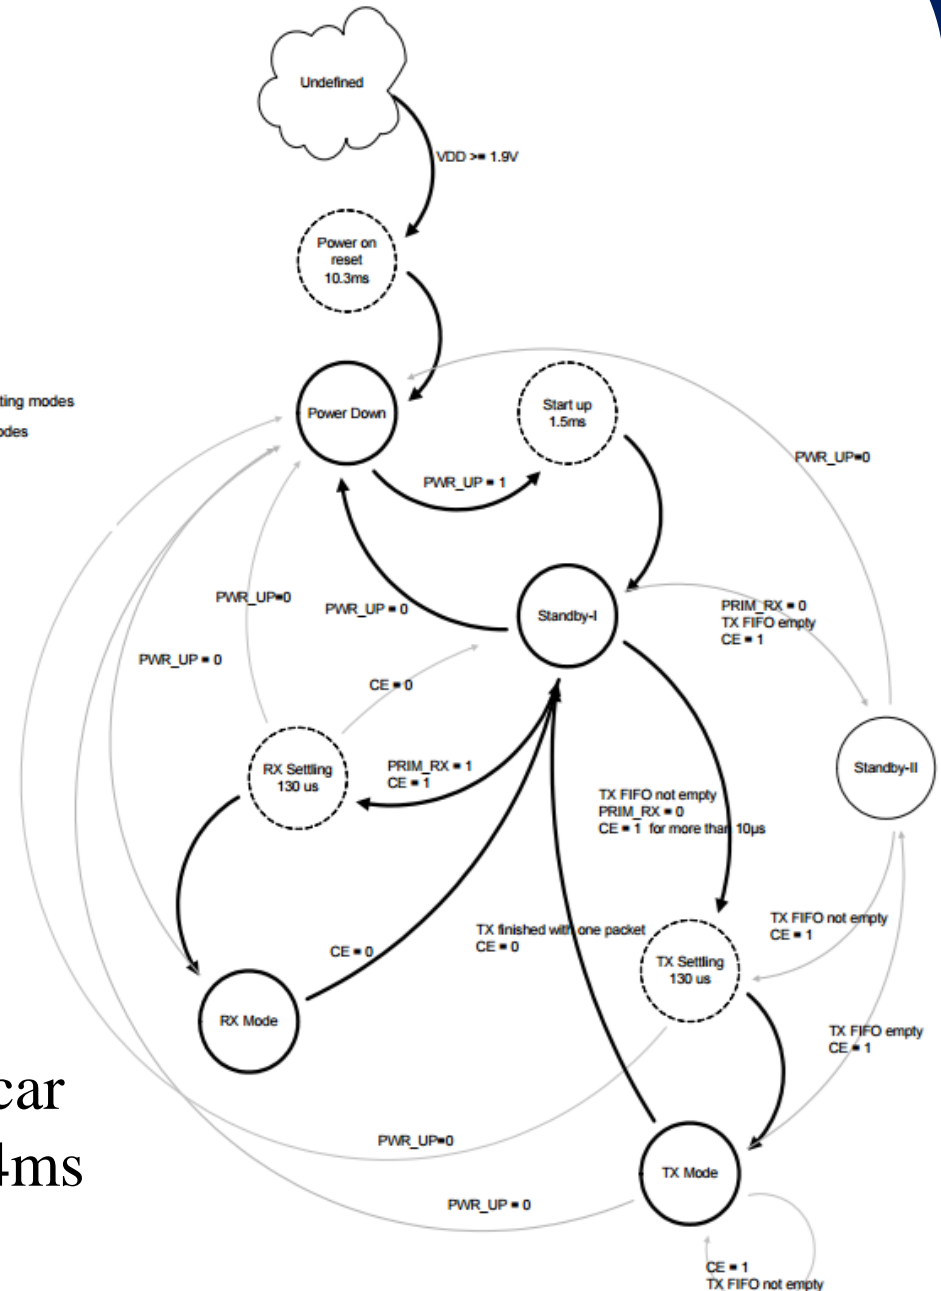 Undefined
VDD >= 1.9V
Power on
reset
10.3ms
ting modes
odes
Power Down
Start up
1.5ms
PWR_UP=0
PWR_UP = 1
PWR_UP=0
PWR_UP = 0
Standby-I
PRIM_RX = 0
TX FIFO empty
CE = 1
PWR_UP = 0
CE = 0
RX Settling
130 us
PRIM_RX = 1
CE = 1
Standby-II
TX FIFO not empty
PRIM_RX = 0
CE = 1 for more than 10µs
TX FIFO not empty
CE = 1
TX finished with one packet
CE = 0
CE = 0
TX Settling
130 us
RX Mode
TX FIFO empty
CE = 1
car
4ms
PWR_UP=0
TX Mode
PWR_UP = 0
CE = 1
TX FIFO not empty